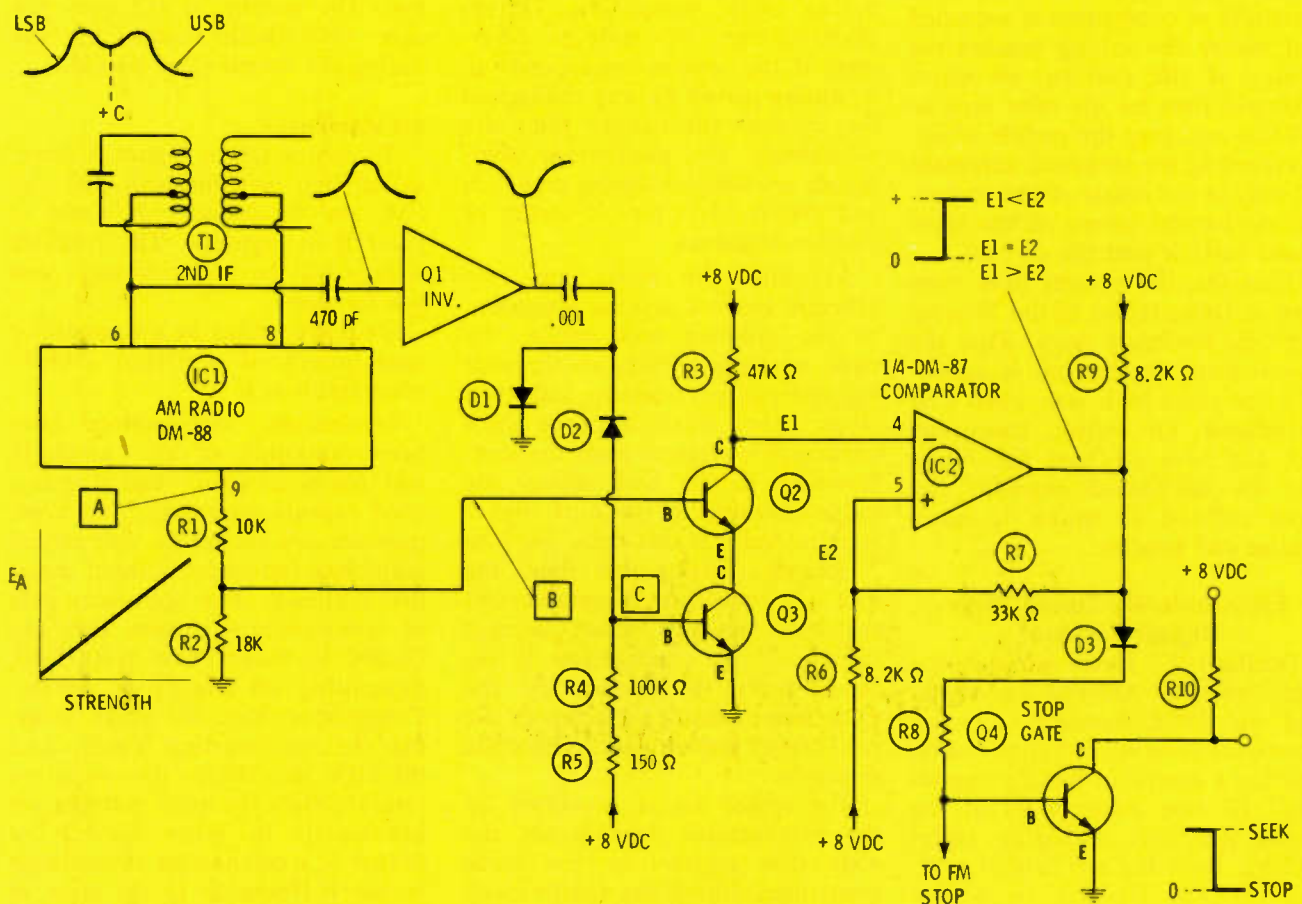 LSB
USB
+ C
T1
2ND IF
470 pF
Q1
INV.
.001
6
8
IC1
AM RADIO
DM-88
D1
D2
A
9
R1
10K
EA
R2
18K
STRENGTH
B
C
R4
100K Ω
R5
150 Ω
+ 8 VDC
+8 VDC
R3
47K Ω
E1
C
B
Q2
E
C
B
Q3
E
+
E1 < E2
0
E1 = E2
E1 > E2
1/4-DM-87
COMPARATOR
4
-
IC2
5
+
E2
+ 8 VDC
R9
8.2K Ω
R7
33K Ω
D3
R6
8.2K Ω
+ 8 VDC
R8
Q4
STOP
GATE
+ 8 VDC
R10
C
B
E
TO FM
STOP
SEEK
0
STOP